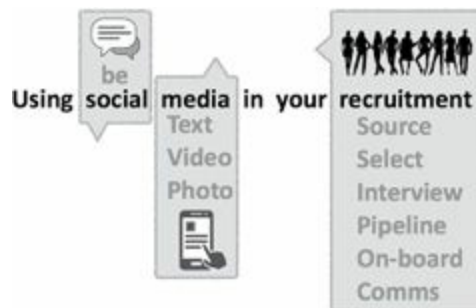 be
Using social media in your recruitment
Text
Video
Photo
Source
Select
Interview
Pipeline
On-board
Comms